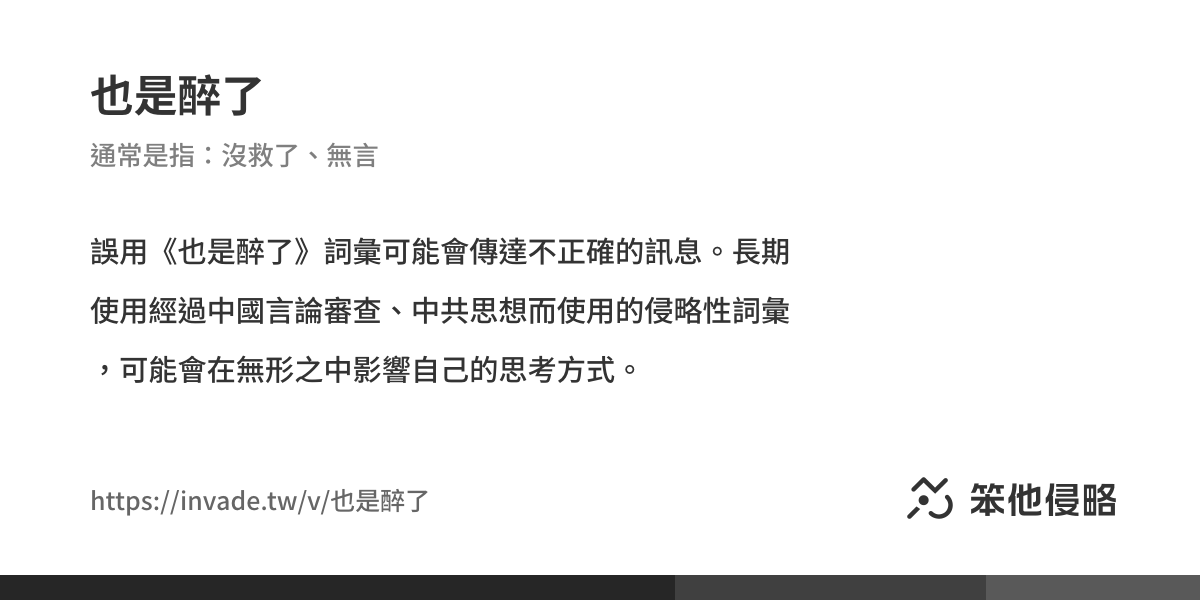 也是醉了
通常是指：沒救了、無言
誤用《也是醉了》詞彙可能會傳達不正確的訊息。長期
使用經過中國言論審查、中共思想而使用的侵略性詞彙
，可能會在無形之中影響自己的思考方式。
https://invade.tw/v/也是醉了
笨他侵略